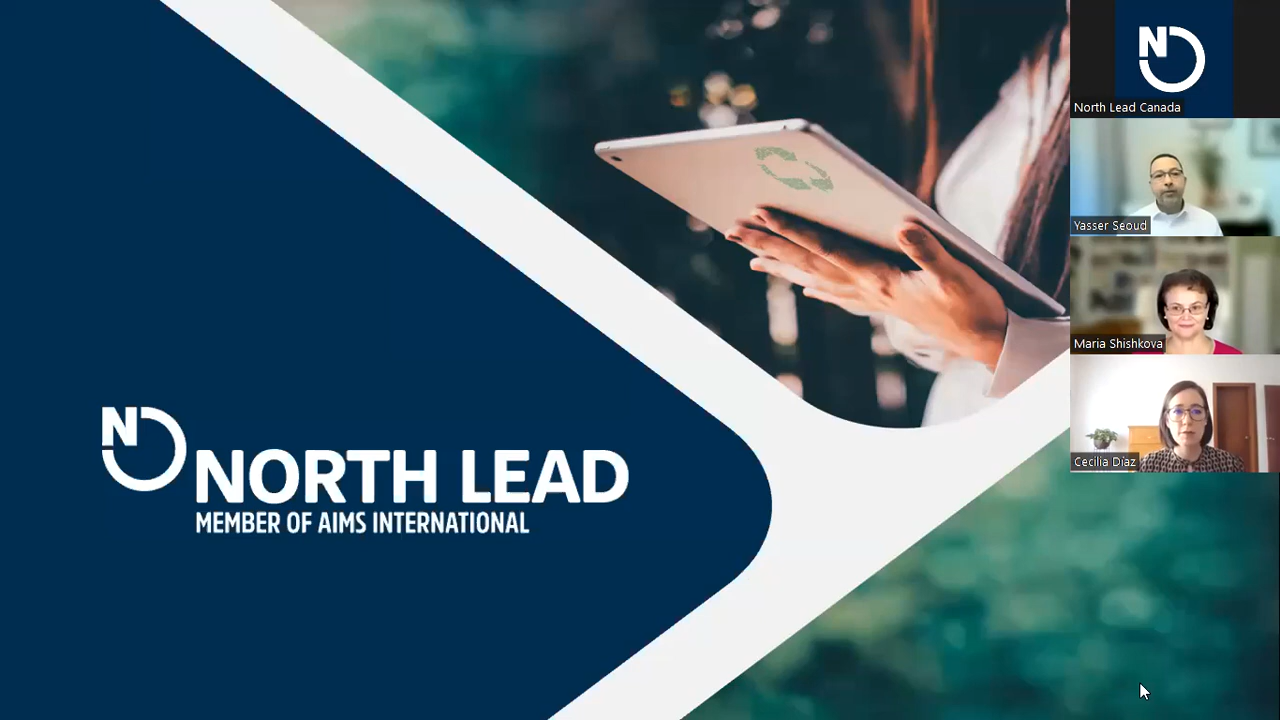 N
NORTH LEAD
MEMBER OF AIMS INTERNATIONAL
N
North Lead Canada
Yasser Seoud
Maria Shishkova
Cecilia Díaz